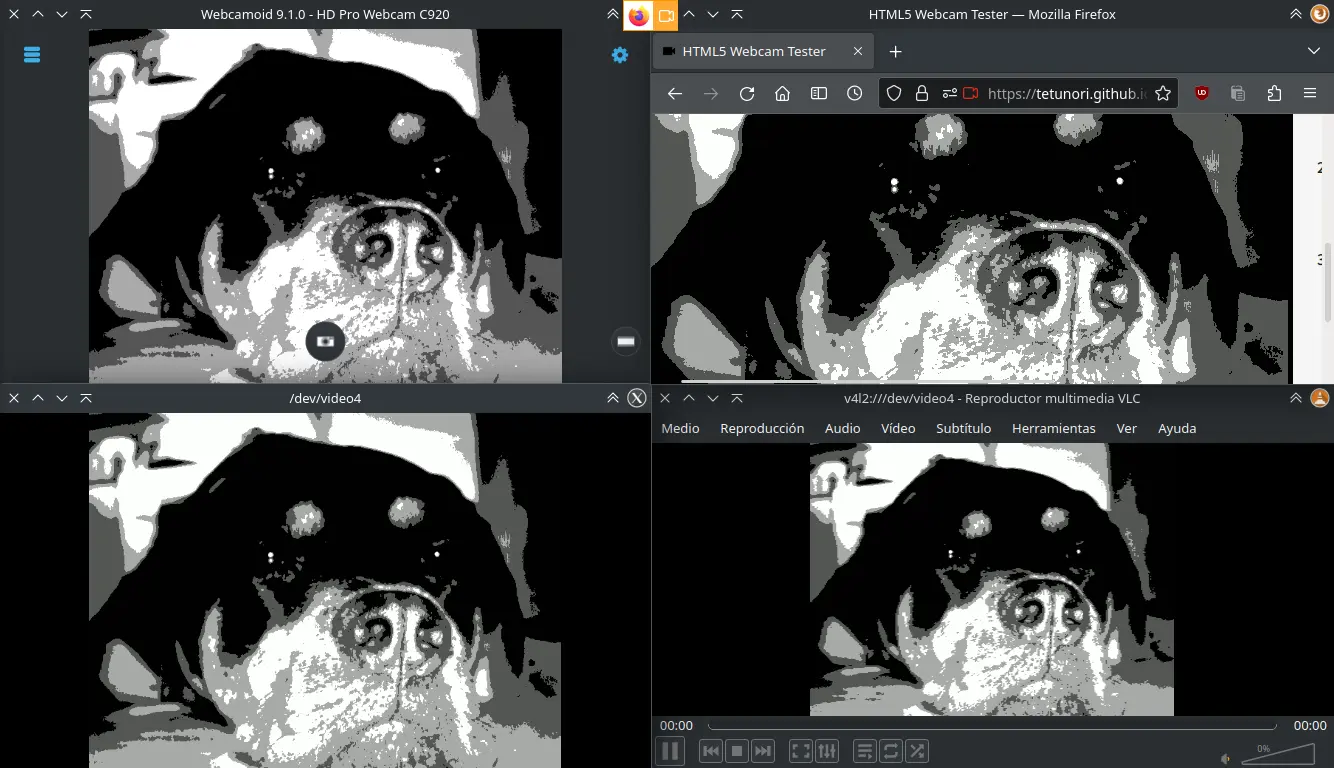 Webcamoid 9.1.0 - HD Pro Webcam C920
HTML5 Webcam Tester — Mozilla Firefox
HTML5 Webcam Tester
https://tetunori.github.i
2
3
/dev/video4
v4l2:///dev/video4 - Reproductor multimedia VLC
Medio Reproducción Audio Vídeo Subtítulo Herramientas Ver Ayuda
00:00 00:00
0%